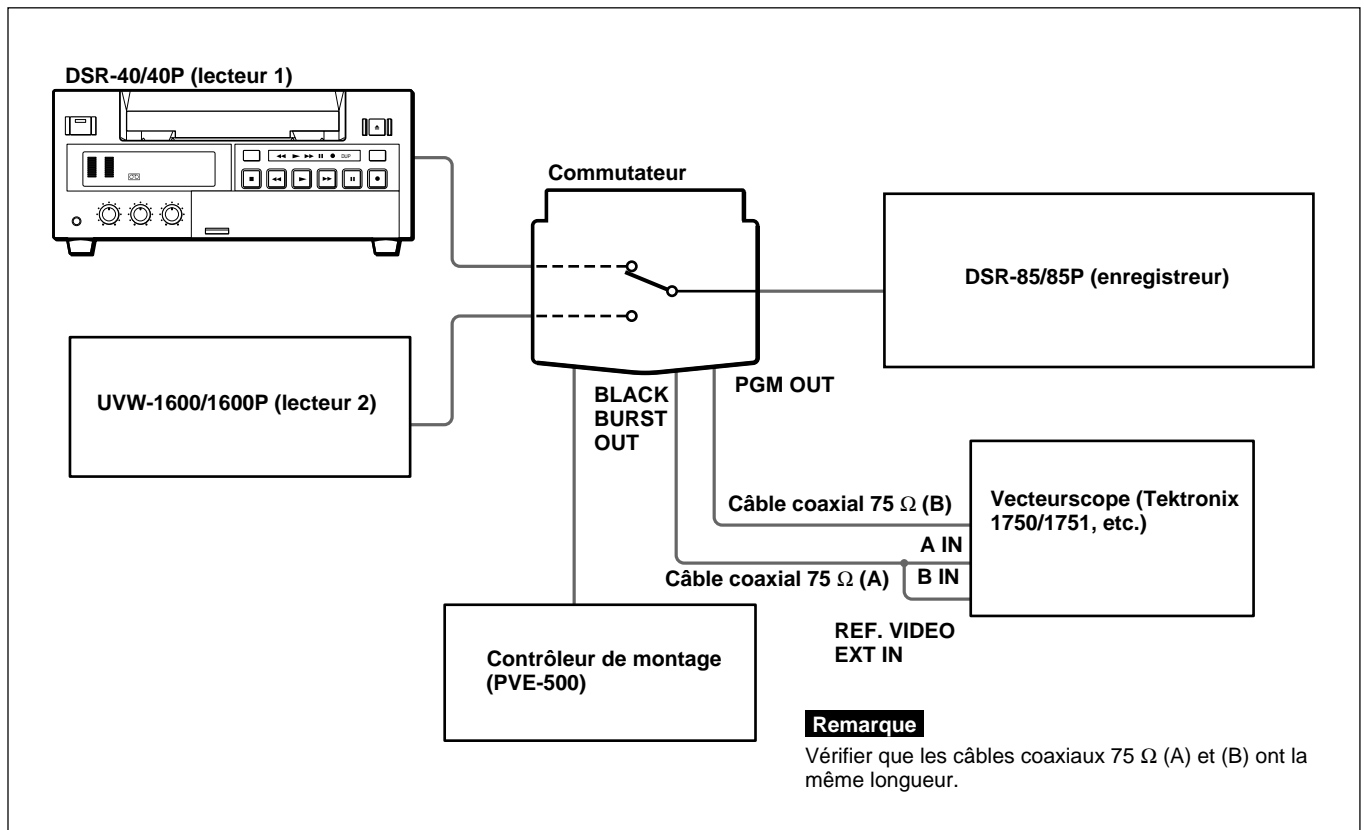 DSR-40/40P (lecteur 1)
DUP
Commutateur
DSR-85/85P (enregistreur)
UVW-1600/1600P (lecteur 2)
BLACK
BURST
OUT
PGM OUT
Câble coaxial 75 Ω (B)
Vecteurscope (Tektronix
1750/1751, etc.)
A IN
Câble coaxial 75 Ω (A)
B IN
REF. VIDEO
EXT IN
Contrôleur de montage
(PVE-500)
Remarque
Vérifier que les câbles coaxiaux 75 Ω (A) et (B) ont la
même longueur.